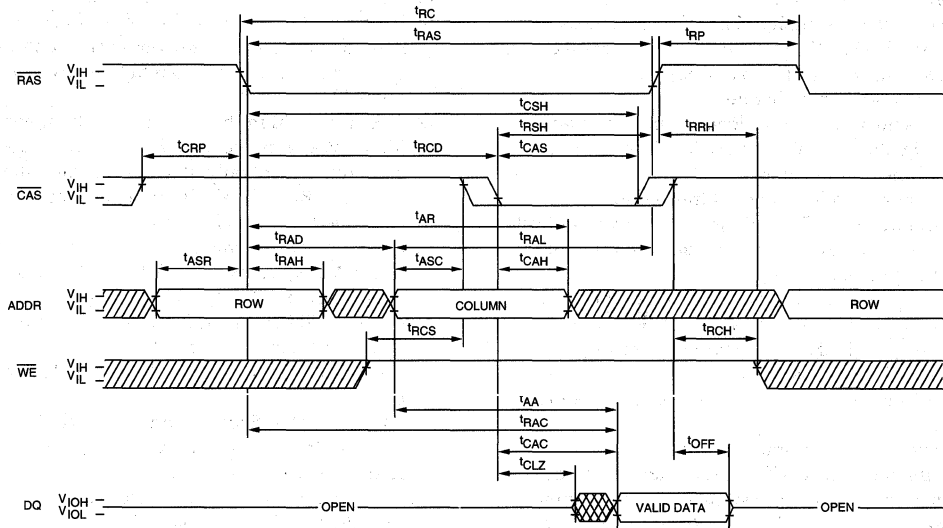 tRC
tRAS tRP
RAS VIH VIL
tCSH
tRSH tRRH
tCRP tRCD tCAS
CAS VIH VIL
tAR
tRAD tRAL
tASR tRAH tASC tCAH
ADDR VIH VIL ROW COLUMN ROW
tRCS tRCH
WE VIH VIL
tAA
tRAC
tCAC tOFF
tCLZ
DQ VIOH VIOL OPEN VALID DATA OPEN